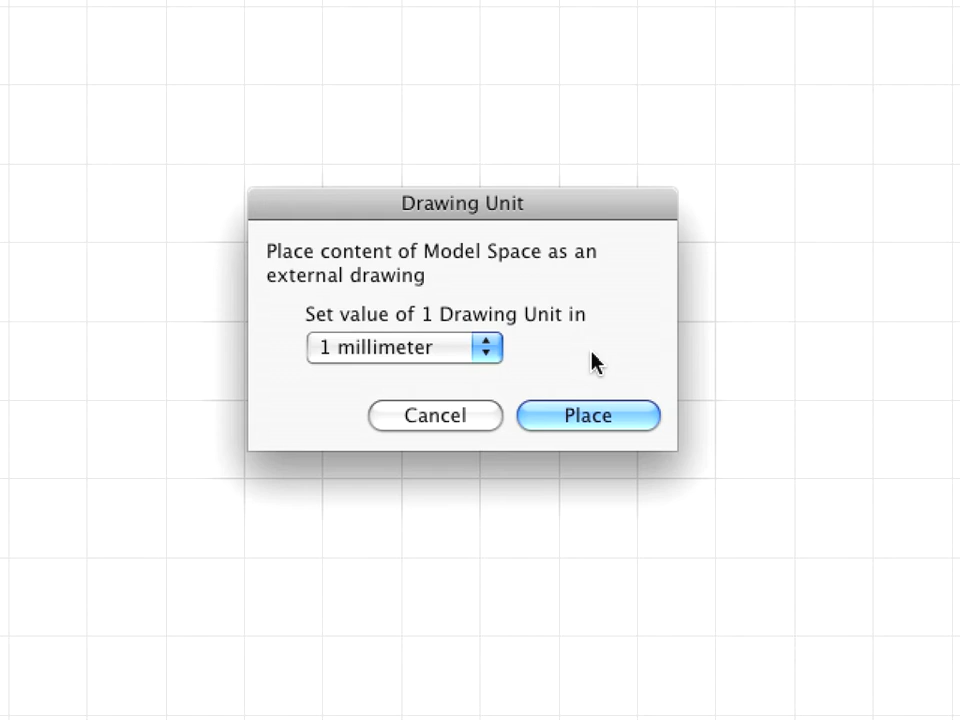 Drawing Unit
Place content of Model Space as an
external drawing
Set value of 1 Drawing Unit in
1 millimeter
Cancel
Place